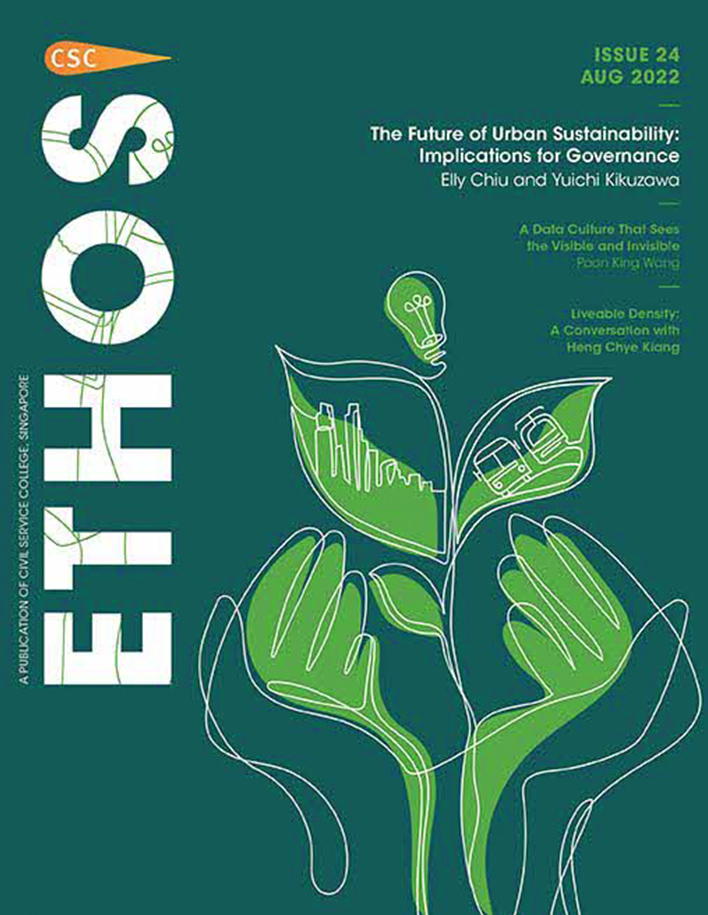 CSC
ISSUE 24
AUG 2022
The Future of Urban Sustainability:
Implications for Governance
Elly Chiu and Yuichi Kikuzawa
A Data Culture That Sees
the Visible and Invisible
Poon King Wang
Liveable Density:
A Conversation with
Heng Chye Kiang
ETHOS
A PUBLICATION OF CIVIL SERVICE COLLEGE, SINGAPORE